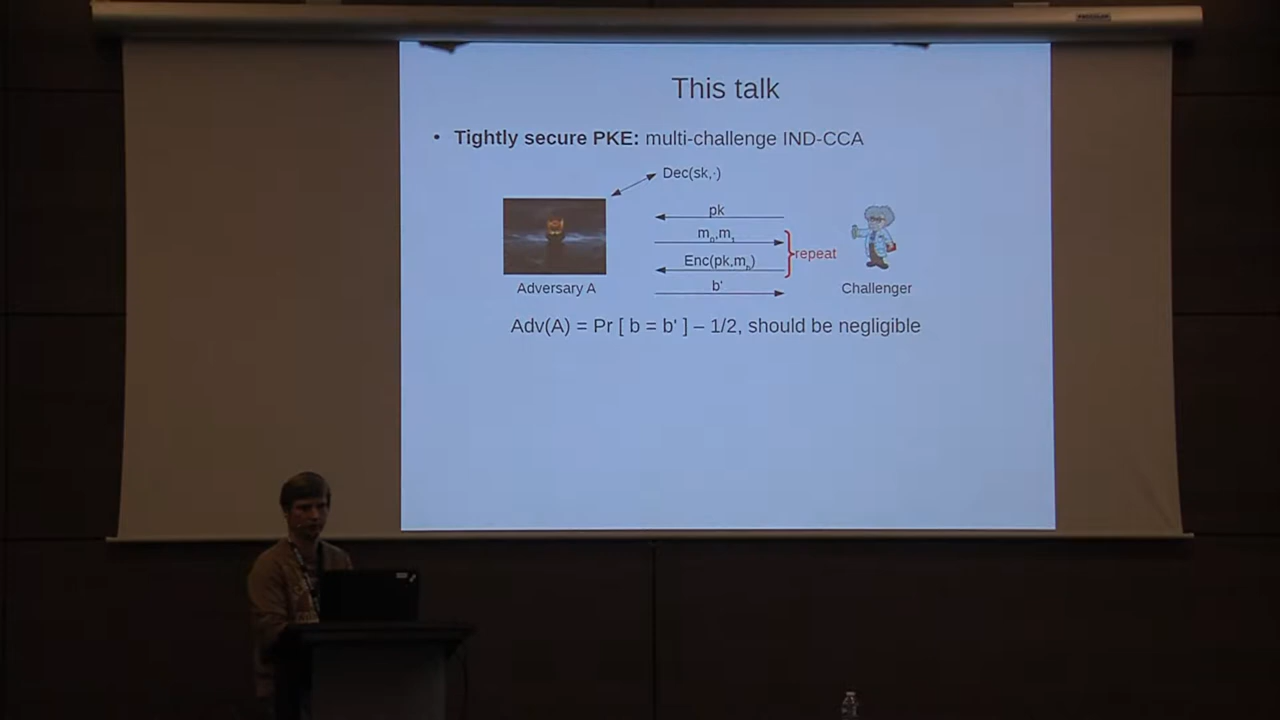 This talk
• Tightly secure PKE: multi-challenge IND-CCA
Dec(sk,·)
pk
m0,m1
repeat
Enc(pk,mb)
b'
Adversary A
Challenger
Adv(A) = Pr [ b = b' ] – 1/2, should be negligible